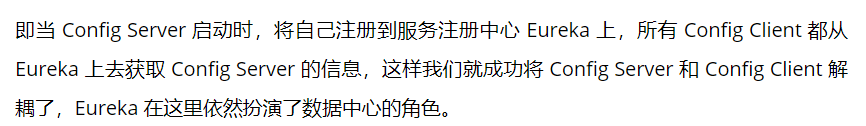 即当 Config Server 启动时，将自己注册到服务注册中心 Eureka 上，所有 Config Client 都从
Eureka 上去获取 Config Server 的信息，这样我们就成功将 Config Server 和 Config Client 解
耦了，Eureka 在这里依然扮演了数据中心的角色。